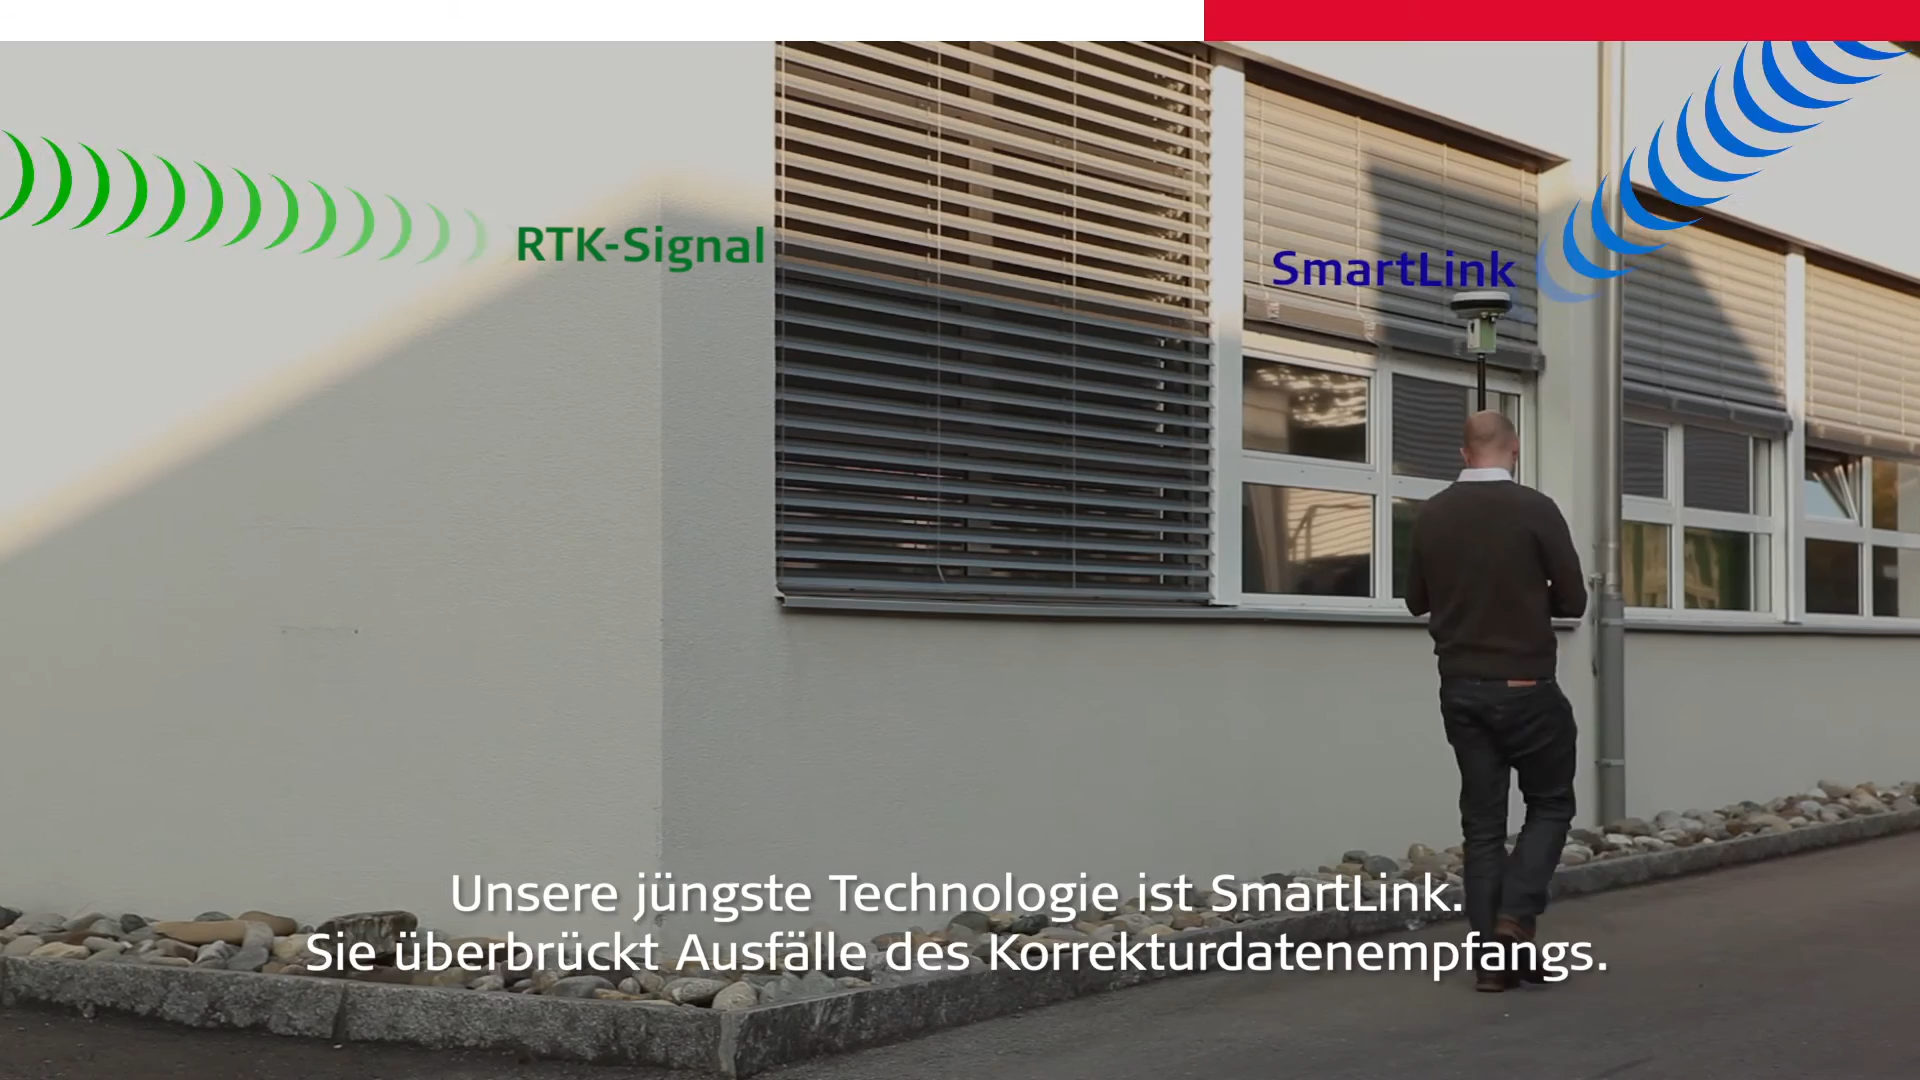 RTK-Signal
SmartLink
Unsere jüngste Technologie ist SmartLink.
Sie überbrückt Ausfälle des Korrekturdatenempfangs.